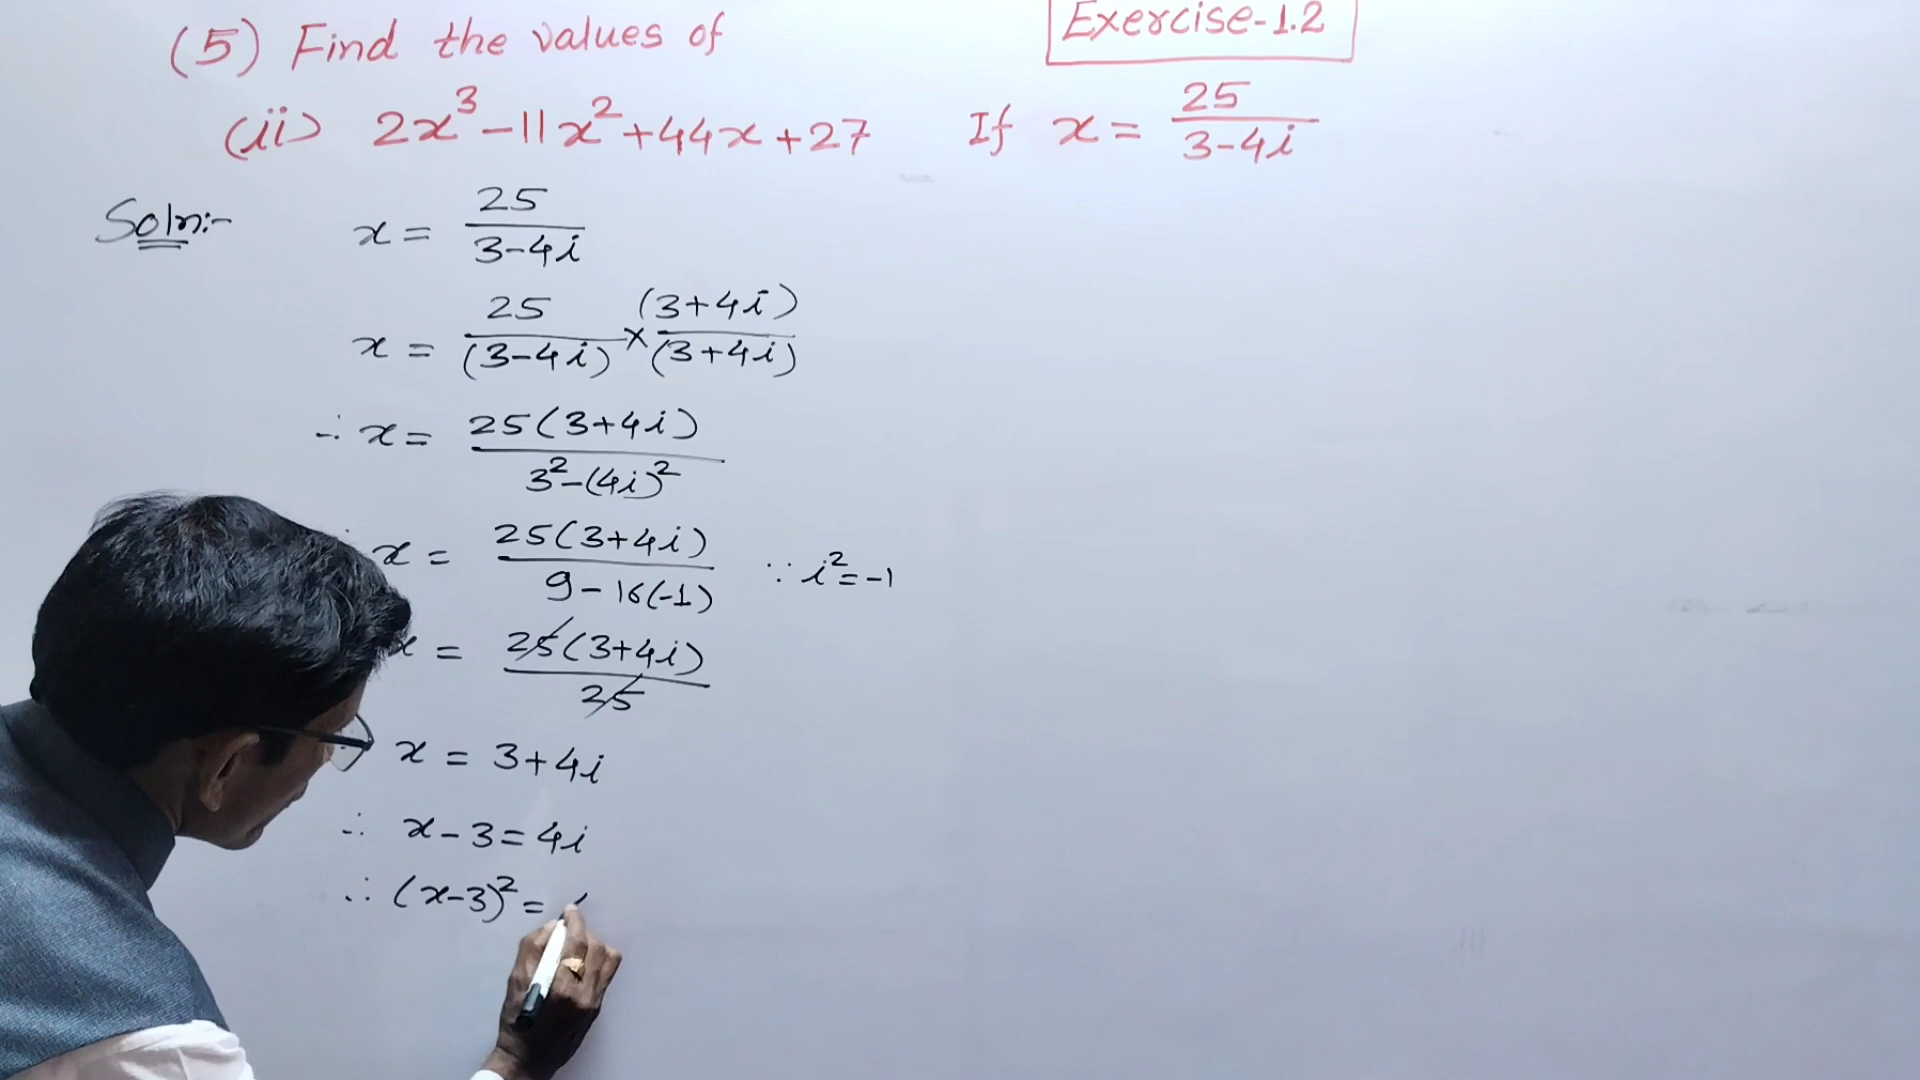 (5) Find the values of
Exercise-1.2
(ii) 2x³-11x²+44x+27 If x = 25/(3-4i)
Soln:- x = 25/(3-4i)
x = 25/(3-4i) × (3+4i)/(3+4i)
∴ x = 25(3+4i)/(3²-(4i)²)
x = 25(3+4i)/(9-16(-1)) ∵ i²=-1
x = 25(3+4i)/25
x = 3+4i
∴ x-3=4i
∴ (x-3)² =